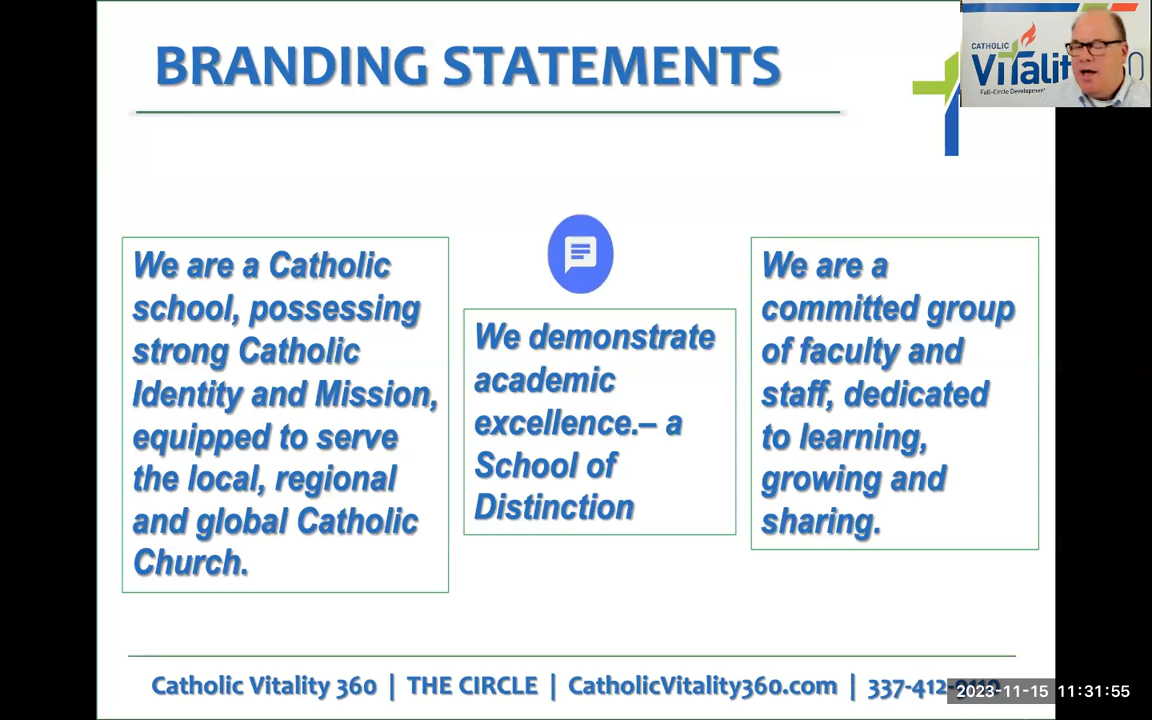 BRANDING STATEMENTS
CATHOLIC
Vitalit
Full-Circle Development
We are a Catholic
school, possessing
strong Catholic
Identity and Mission,
equipped to serve
the local, regional
and global Catholic
Church.
We demonstrate
academic
excellence.– a
School of
Distinction
We are a
committed group
of faculty and
staff, dedicated
to learning,
growing and
sharing.
Catholic Vitality 360 | THE CIRCLE | CatholicVitality360.com | 337-412-
2023-11-15 11:31:55